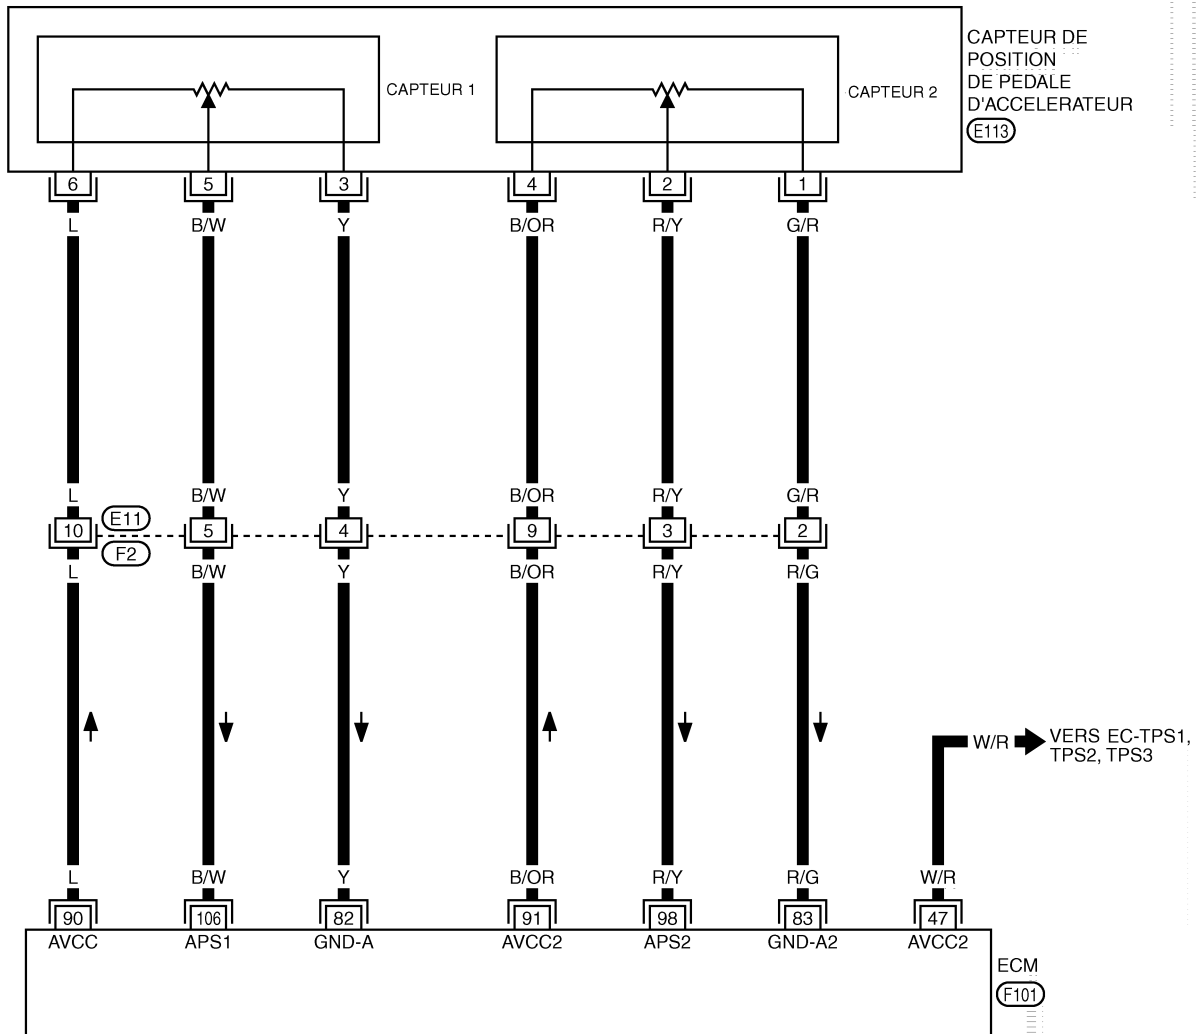 CAPTEUR DE
POSITION
DE PEDALE
D'ACCELERATEUR
E113
CAPTEUR 1
CAPTEUR 2
6 5 3 4 2 1
L B/W Y B/OR R/Y G/R
L B/W Y B/OR R/Y G/R
E11
10 5 4 9 3 2
F2
L B/W Y B/OR R/Y R/G
W/R VERS EC-TPS1,
TPS2, TPS3
L B/W Y B/OR R/Y R/G W/R
90 106 82 91 98 83 47
AVCC APS1 GND-A AVCC2 APS2 GND-A2 AVCC2
ECM
F101